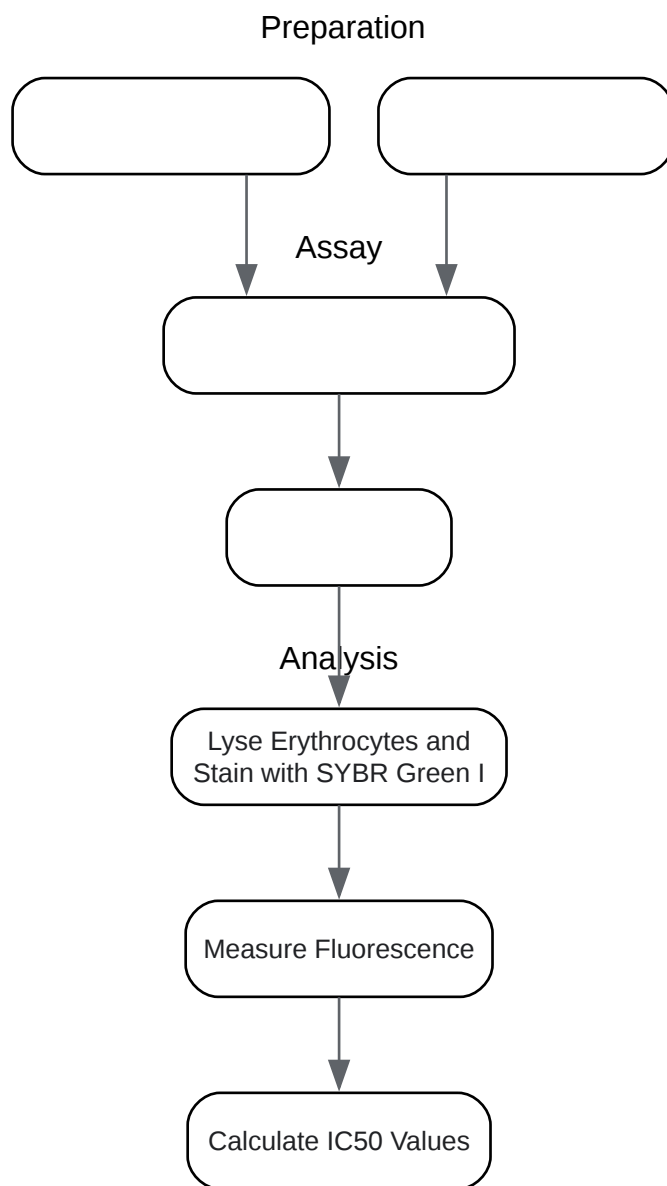 Preparation
Assay
Analysis
Lyse Erythrocytes and
Stain with SYBR Green I
Measure Fluorescence
Calculate IC50 Values